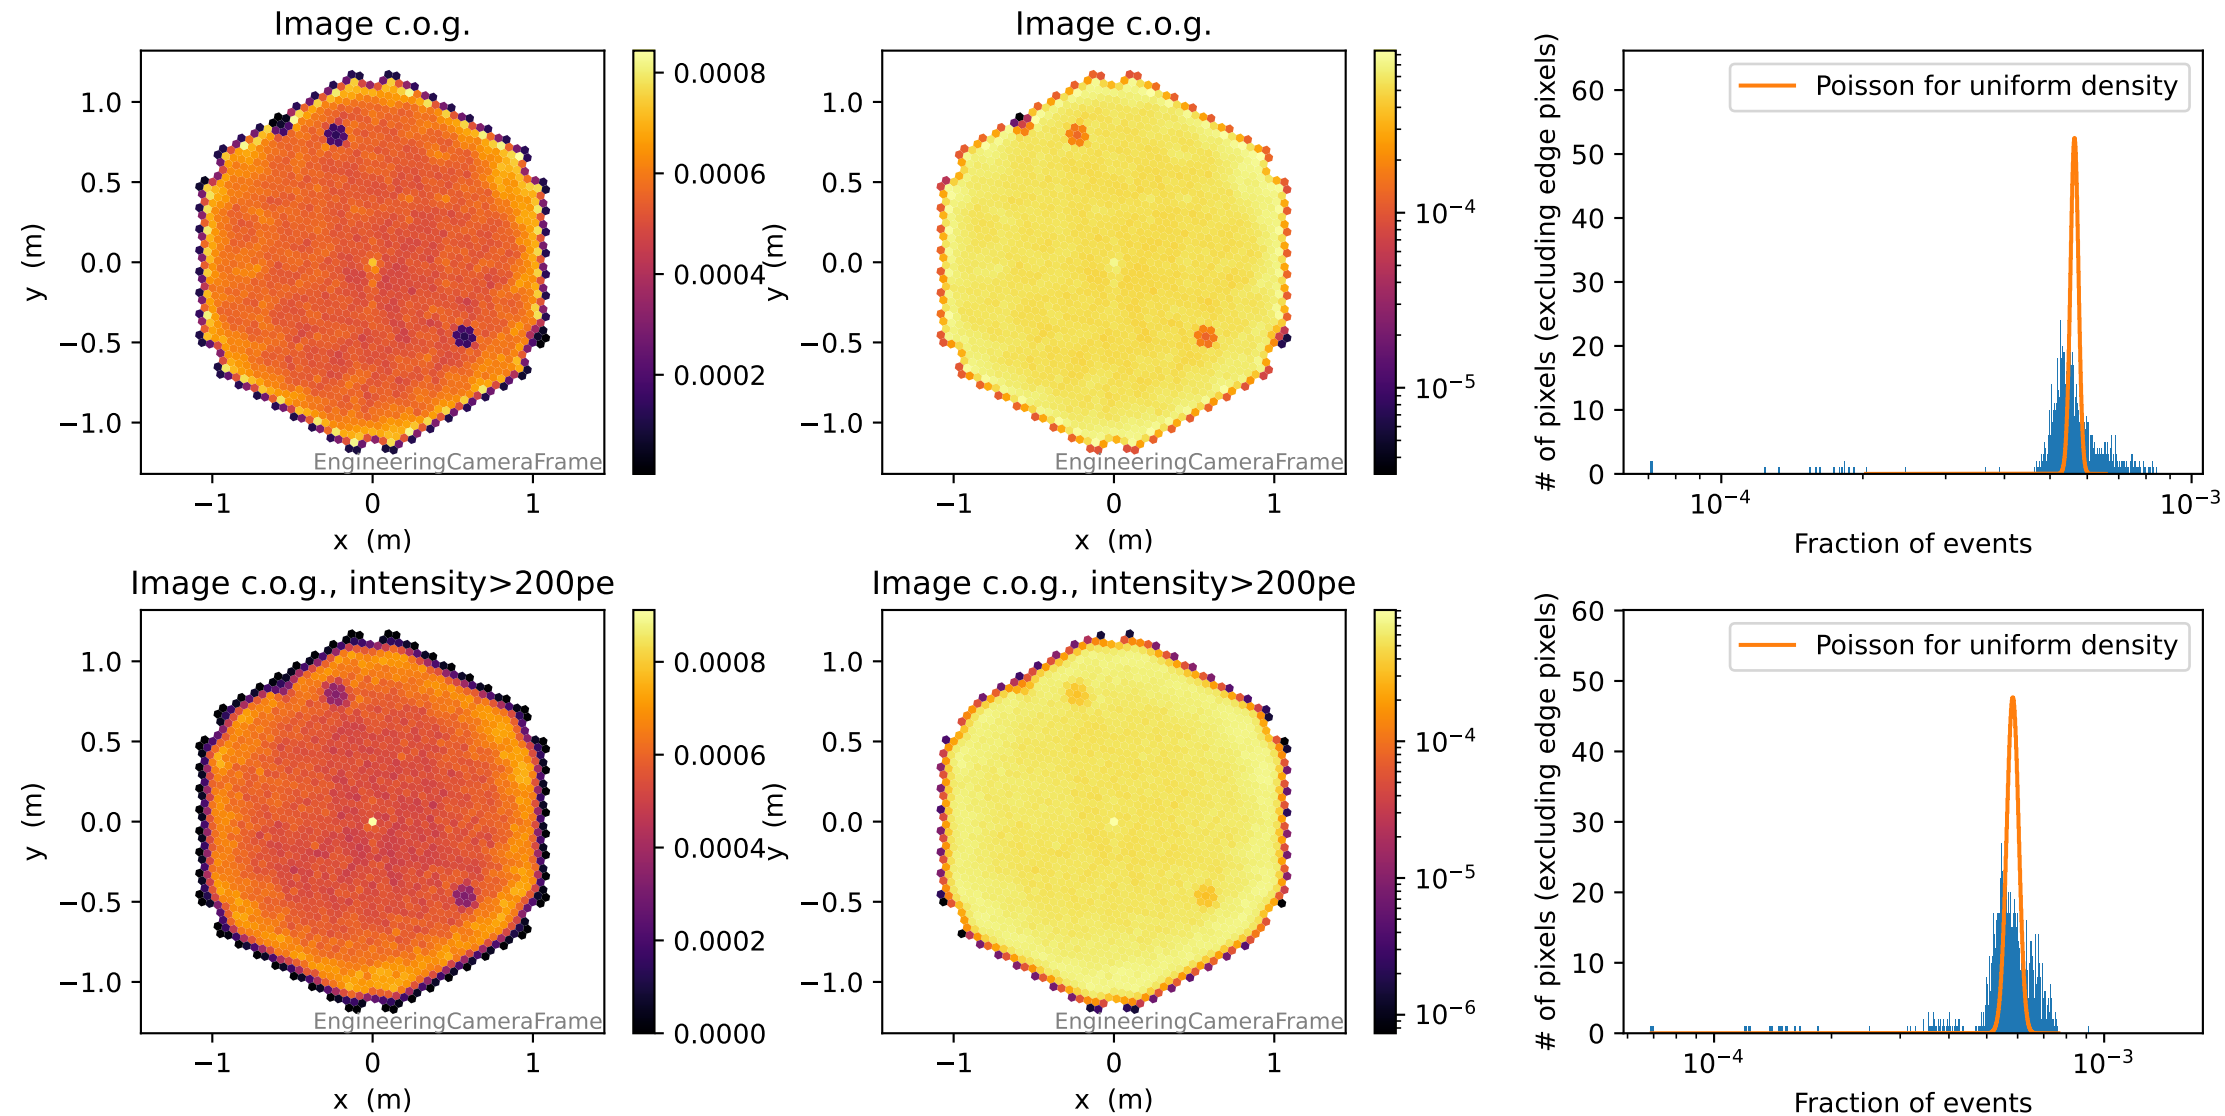 Image c.o.g.
1.0
0.5
0.0
−0.5
−1.0
y (m)
−1
0
1
x (m)
EngineeringCameraFrame
0.0008
0.0006
0.0004
0.0002
Image c.o.g.
1.0
0.5
0.0
−0.5
−1.0
y (m)
−1
0
1
x (m)
EngineeringCameraFrame
10⁻⁴
10⁻⁵
# of pixels (excluding edge pixels)
60
50
40
30
20
10
0
Poisson for uniform density
10⁻⁴
10⁻³
Fraction of events
Image c.o.g., intensity>200pe
1.0
0.5
0.0
−0.5
−1.0
y (m)
−1
0
1
x (m)
EngineeringCameraFrame
0.0008
0.0006
0.0004
0.0002
0.0000
Image c.o.g., intensity>200pe
1.0
0.5
0.0
−0.5
−1.0
y (m)
−1
0
1
x (m)
EngineeringCameraFrame
10⁻⁴
10⁻⁵
10⁻⁶
# of pixels (excluding edge pixels)
60
50
40
30
20
10
0
Poisson for uniform density
10⁻⁴
10⁻³
Fraction of events